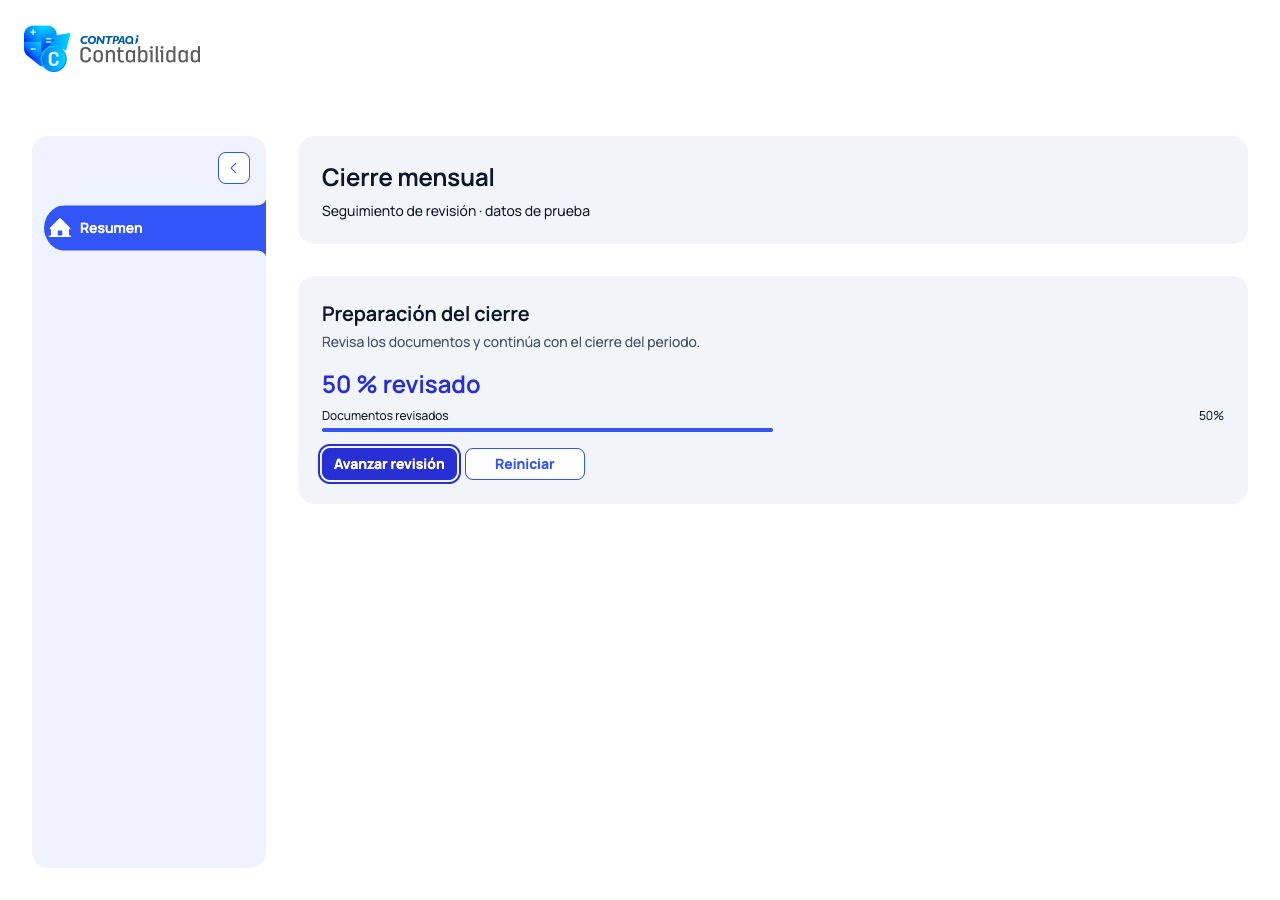 CONTPAQi
Contabilidad
Resumen
Cierre mensual
Seguimiento de revisión · datos de prueba
Preparación del cierre
Revisa los documentos y continúa con el cierre del periodo.
50 % revisado
Documentos revisados 50%
Avanzar revisión Reiniciar